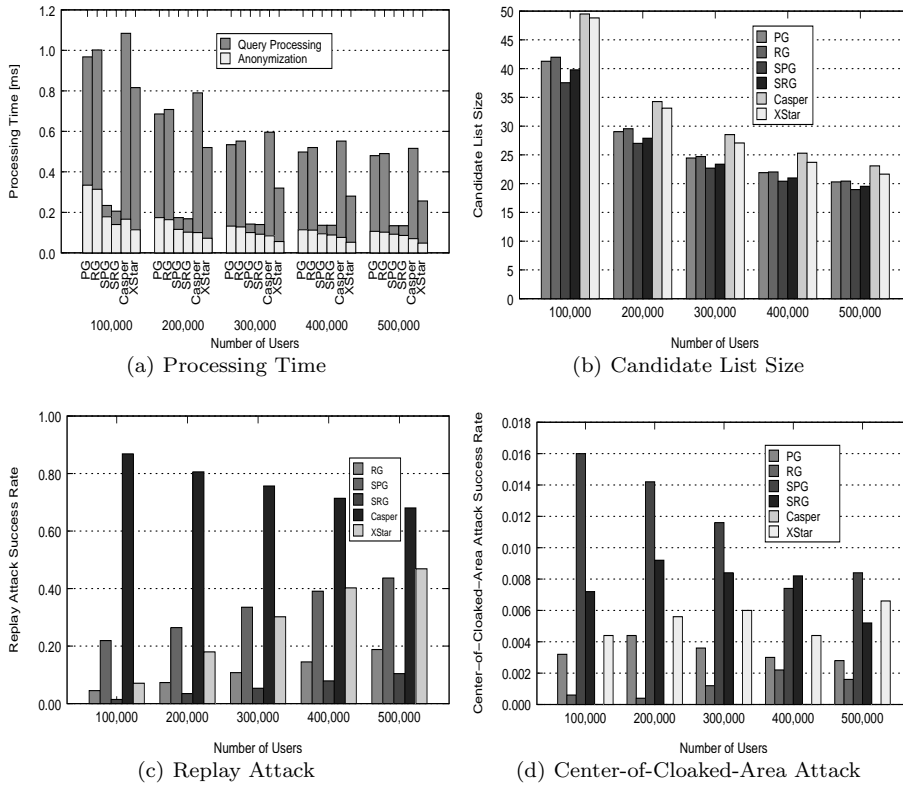 Processing Time [ms]
1.2
1.0
0.8
0.6
0.4
0.2
0.0
Query Processing
Anonymization
PG RG SPG SRG Casper XStar
PG RG SPG SRG Casper XStar
PG RG SPG SRG Casper XStar
PG RG SPG SRG Casper XStar
PG RG SPG SRG Casper XStar
100,000 200,000 300,000 400,000 500,000
Number of Users
(a) Processing Time
Candidate List Size
50
45
40
35
30
25
20
15
10
5
0
PG
RG
SPG
SRG
Casper
XStar
100,000 200,000 300,000 400,000 500,000
Number of Users
(b) Candidate List Size
Replay Attack Success Rate
1.00
0.80
0.60
0.40
0.20
0.00
RG
SPG
SRG
Casper
XStar
100,000 200,000 300,000 400,000 500,000
Number of Users
(c) Replay Attack
Center-of-Cloaked-Area Attack Success Rate
0.018
0.016
0.014
0.012
0.010
0.008
0.006
0.004
0.002
0.000
PG
RG
SPG
SRG
Casper
XStar
100,000 200,000 300,000 400,000 500,000
Number of Users
(d) Center-of-Cloaked-Area Attack